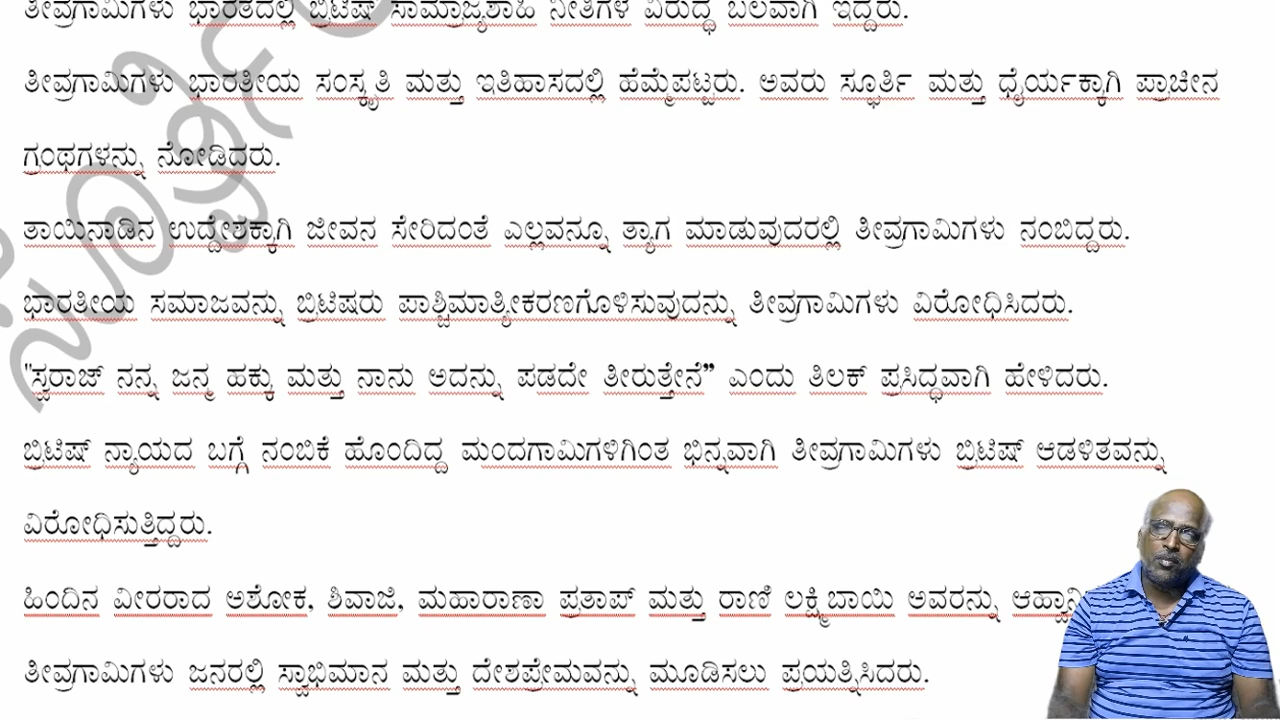 ತೀವ್ರಗಾಮಿಗಳು ಭಾರತದಲ್ಲಿ ಬ್ರಿಟಿಷ್ ಸಾಮ್ರಾಜ್ಯಶಾಹಿ ನೀತಿಗಳ ವಿರುದ್ಧ ಬಲವಾಗಿ ಇದ್ದರು.
ತೀವ್ರಗಾಮಿಗಳು ಭಾರತೀಯ ಸಂಸ್ಕೃತಿ ಮತ್ತು ಇತಿಹಾಸದಲ್ಲಿ ಹೆಮ್ಮೆಪಟ್ಟರು. ಅವರು ಸ್ಫೂರ್ತಿ ಮತ್ತು ಧೈರ್ಯಕ್ಕಾಗಿ ಪ್ರಾಚೀನ
ಗ್ರಂಥಗಳನ್ನು ನೋಡಿದರು.
ತಾಯಿನಾಡಿನ ಉದ್ದೇಶಕ್ಕಾಗಿ ಜೀವನ ಸೇರಿದಂತೆ ಎಲ್ಲವನ್ನೂ ತ್ಯಾಗ ಮಾಡುವುದರಲ್ಲಿ ತೀವ್ರಗಾಮಿಗಳು ನಂಬಿದ್ದರು.
ಭಾರತೀಯ ಸಮಾಜವನ್ನು ಬ್ರಿಟಿಷರು ಪಾಶ್ಚಿಮಾತ್ಯೀಕರಣಗೊಳಿಸುವುದನ್ನು ತೀವ್ರಗಾಮಿಗಳು ವಿರೋಧಿಸಿದರು.
"ಸ್ವರಾಜ್ ನನ್ನ ಜನ್ಮ ಹಕ್ಕು ಮತ್ತು ನಾನು ಅದನ್ನು ಪಡದೇ ತೀರುತ್ತೇನೆ” ಎಂದು ತಿಲಕ್ ಪ್ರಸಿದ್ಧವಾಗಿ ಹೇಳಿದರು.
ಬ್ರಿಟಿಷ್ ನ್ಯಾಯದ ಬಗ್ಗೆ ನಂಬಿಕೆ ಹೊಂದಿದ್ದ ಮಂದಗಾಮಿಗಳಿಗಿಂತ ಭಿನ್ನವಾಗಿ ತೀವ್ರಗಾಮಿಗಳು ಬ್ರಿಟಿಷ್ ಆಡಳಿತವನ್ನು
ವಿರೋಧಿಸುತ್ತಿದ್ದರು.
ಹಿಂದಿನ ವೀರರಾದ ಅಶೋಕ, ಶಿವಾಜಿ, ಮಹಾರಾಣಾ ಪ್ರತಾಪ್ ಮತ್ತು ರಾಣಿ ಲಕ್ಷ್ಮಿಬಾಯಿ ಅವರನ್ನು
ತೀವ್ರಗಾಮಿಗಳು ಜನರಲ್ಲಿ ಸ್ವಾಭಿಮಾನ ಮತ್ತು ದೇಶಪ್ರೇಮವನ್ನು ಮೂಡಿಸಲು ಪ್ರಯತ್ನಿಸಿದರು.